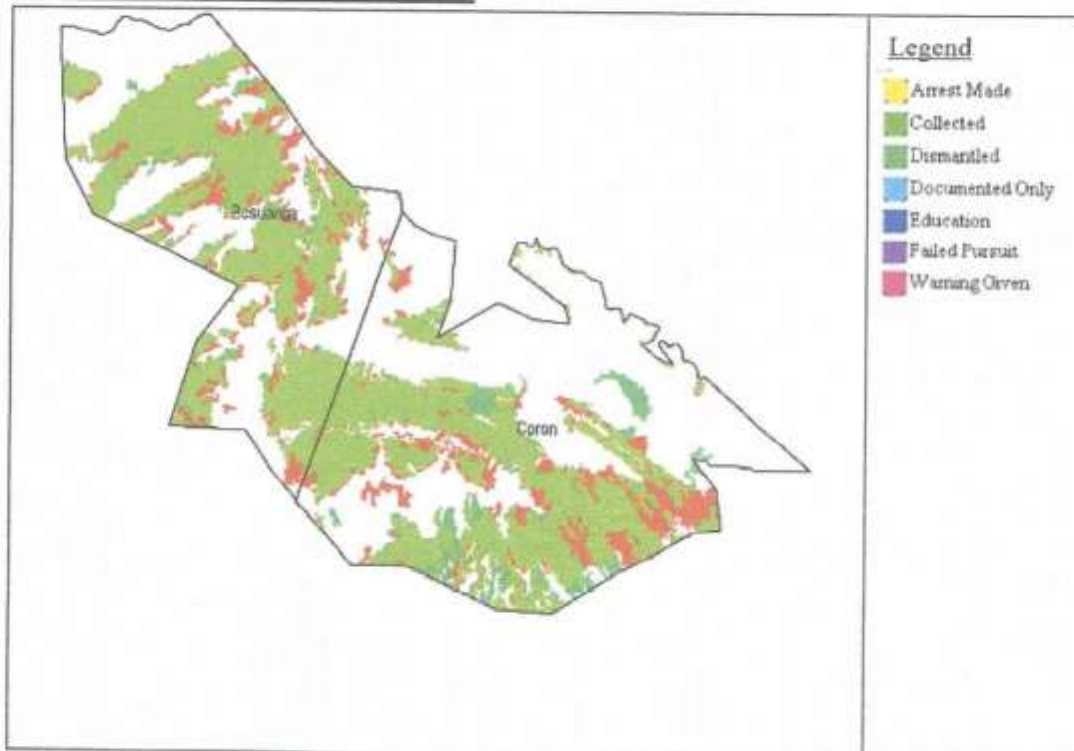 Legend
Arrest Made
Collected
Dismantled
Documented Only
Education
Failed Pursuit
Warning Given
Coron